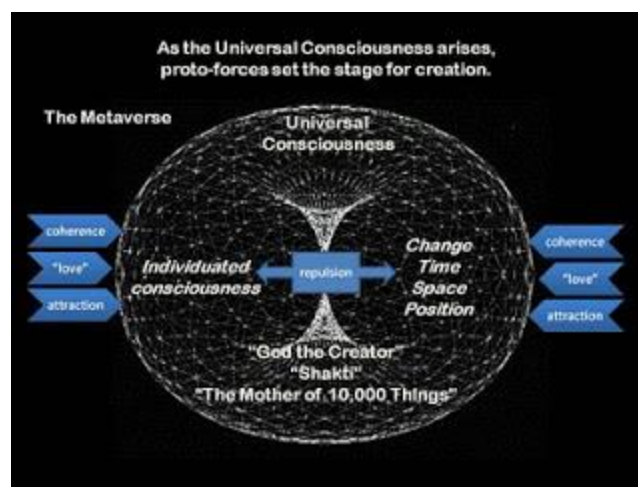 As the Universal Consciousness arises,
proto-forces set the stage for creation.
The Metaverse
Universal
Consciousness
coherence
"love"
attraction
Individuated
consciousness
repulsion
Change
Time
Space
Position
coherence
"love"
attraction
"God the Creator"
"Shakti"
"The Mother of 10,000 Things"